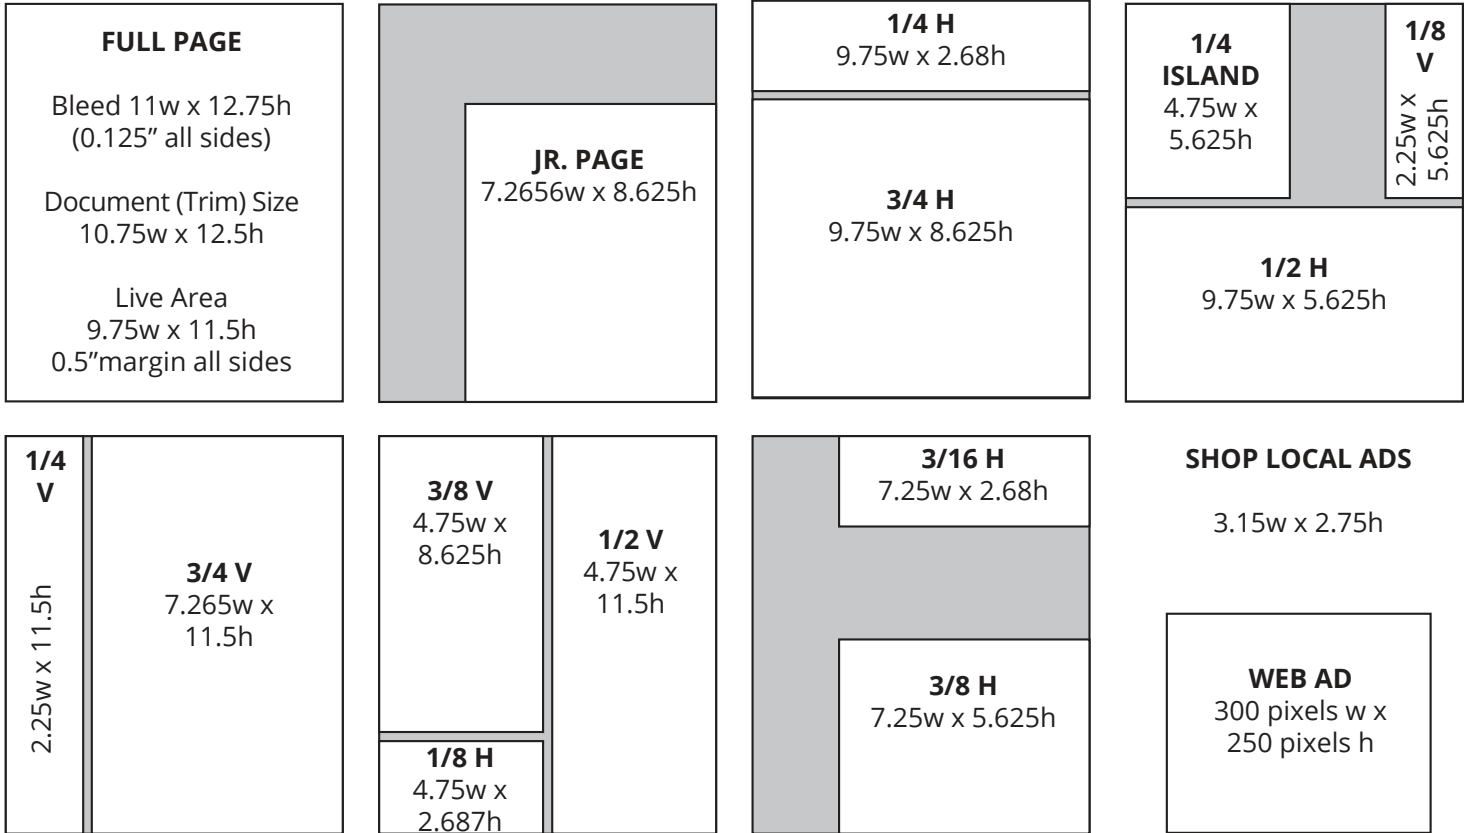 FULL PAGE
Bleed 11w x 12.75h
(0.125” all sides)
Document (Trim) Size
10.75w x 12.5h
Live Area
9.75w x 11.5h
0.5”margin all sides
JR. PAGE
7.2656w x 8.625h
1/4 H
9.75w x 2.68h
3/4 H
9.75w x 8.625h
1/4
ISLAND
4.75w x
5.625h
1/8
V
2.25w x
5.625h
1/2 H
9.75w x 5.625h
1/4
V
2.25w x 11.5h
3/4 V
7.265w x
11.5h
3/8 V
4.75w x
8.625h
1/8 H
4.75w x
2.687h
1/2 V
4.75w x
11.5h
3/16 H
7.25w x 2.68h
3/8 H
7.25w x 5.625h
SHOP LOCAL ADS
3.15w x 2.75h
WEB AD
300 pixels w x
250 pixels h